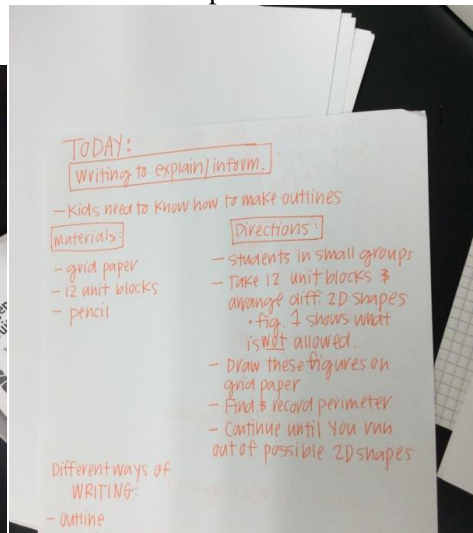 TODAY:
Writing to explain/inform.
- Kids need to know how to make outlines
materials:
- grid paper
- 12 unit blocks
- pencil
Directions:
- students in small groups
- Take 12 unit blocks &
arrange diff. 2D shapes
• fig. 1 shows what
is not allowed.
- Draw these figures on
grid paper
- Find & record perimeter
- Continue until you run
out of possible 2D shapes
Different ways of
WRITING:
- outline